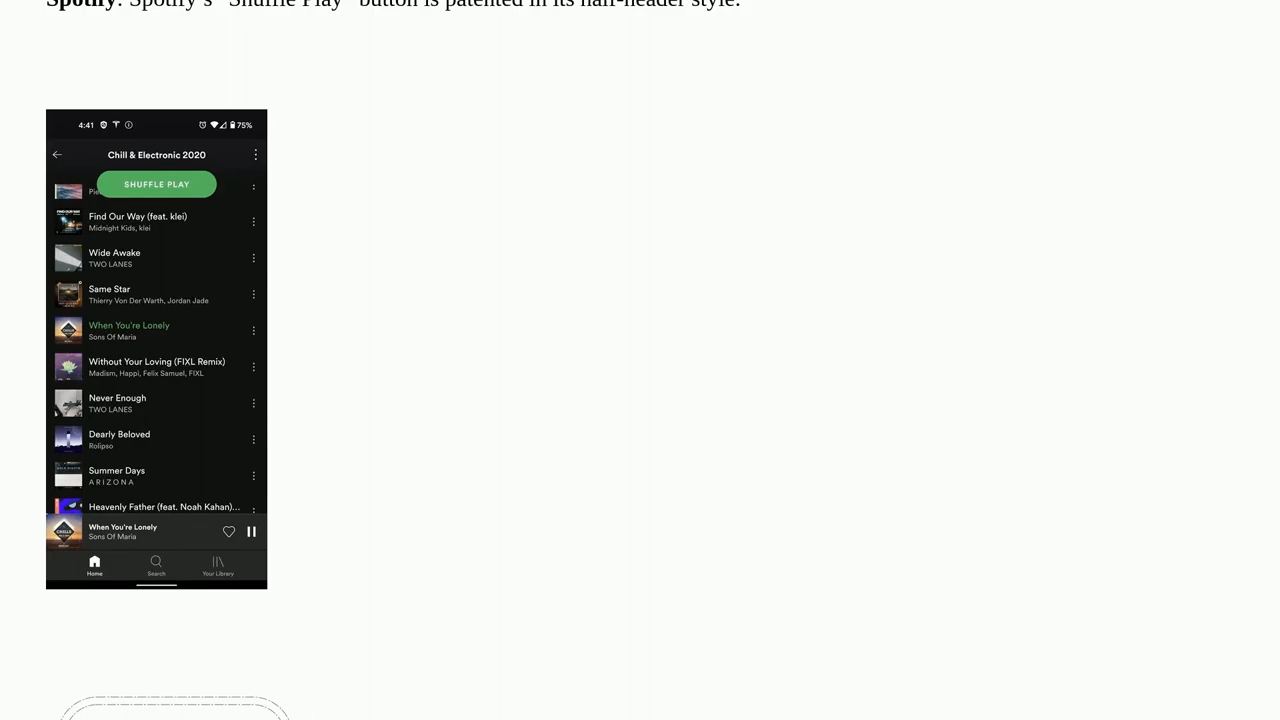 Spotify: Spotify's "Shuffle Play" button is patented in its half-header style.
4:41
75%
Chill & Electronic 2020
SHUFFLE PLAY
Find Our Way (feat. klei)
Midnight Kids, klei
Wide Awake
TWO LANES
Same Star
Thierry Von Der Warth, Jordan Jade
When You're Lonely
Sons Of Maria
Without Your Loving (FIXL Remix)
Madism, Happi, Felix Samuel, FIXL
Never Enough
TWO LANES
Dearly Beloved
Rolipso
Summer Days
A R I Z O N A
Heavenly Father (feat. Noah Kahan)...
When You're Lonely
Sons Of Maria
Home
Search
Your Library